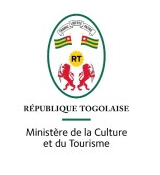 RT
RÉPUBLIQUE TOGOLAISE
Ministère de la Culture
et du Tourisme